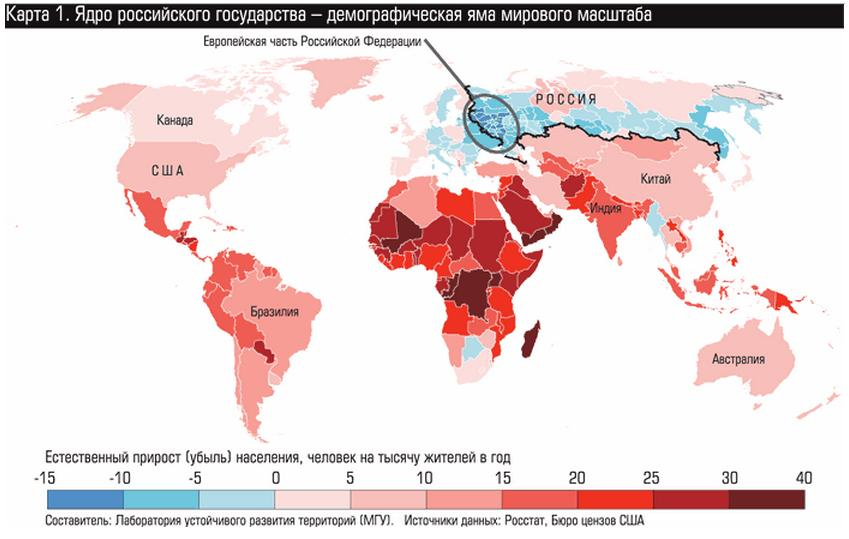 Карта 1. Ядро российского государства – демографическая яма мирового масштаба
Европейская часть Российской Федерации
РОССИЯ
Канада
США
Китай
Индия
Бразилия
Австралия
Естественный прирост (убыль) населения, человек на тысячу жителей в год
-15 -10 -5 0 5 10 15 20 25 30 40
Составитель: Лаборатория устойчивого развития территорий (МГУ). Источники данных: Росстат, Бюро цензов США